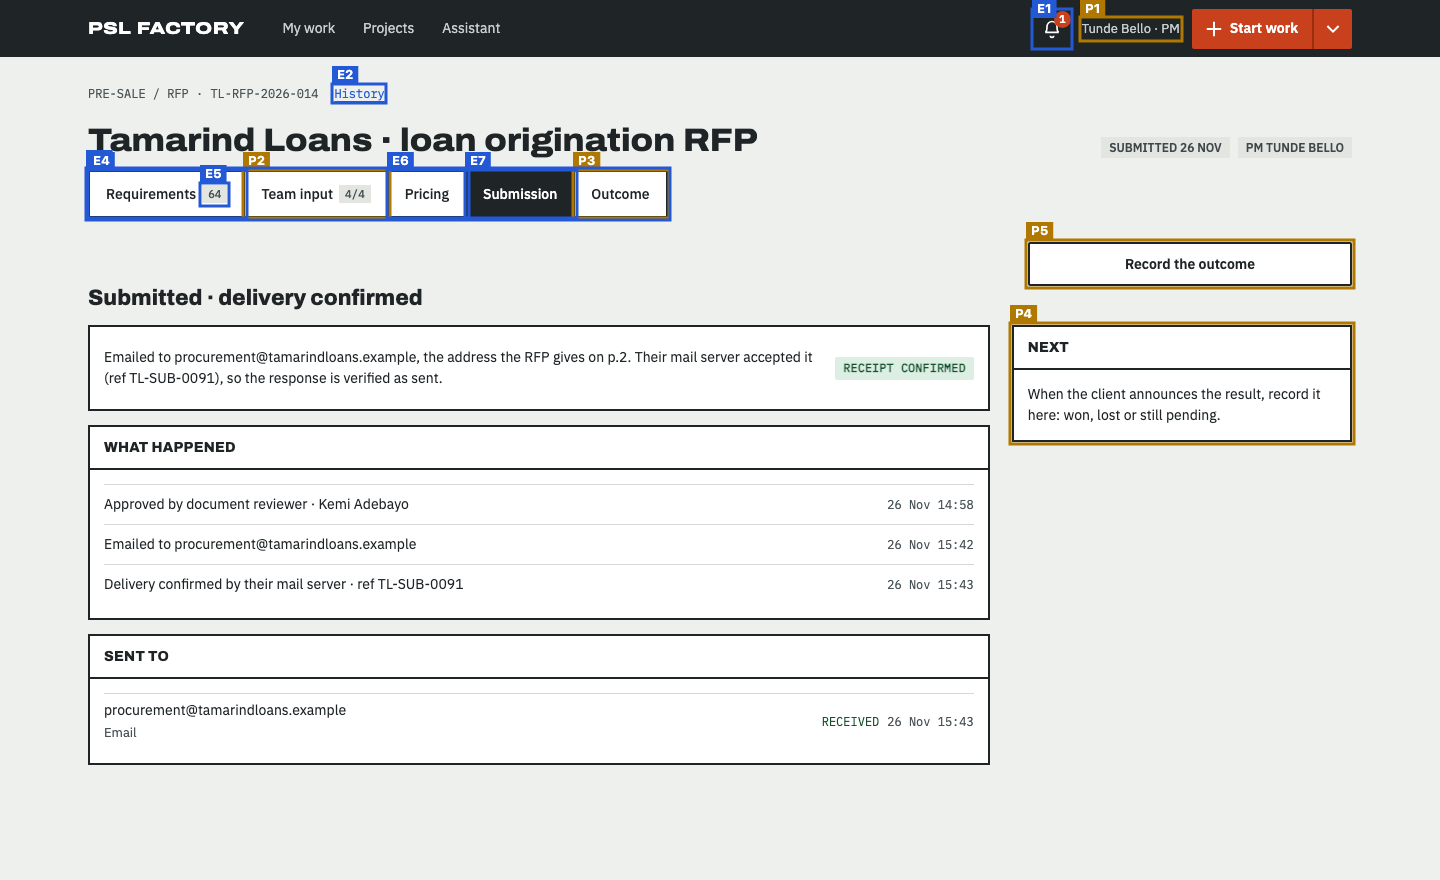 PSL FACTORY
My work
Projects
Assistant
E1
1
P1
Tunde Bello · PM
Start work
E2
PRE-SALE / RFP · TL-RFP-2026-014
History
Tamarind Loans · loan origination RFP
SUBMITTED 26 NOV
PM TUNDE BELLO
E4
E5
P2
E6
E7
P3
Requirements 64
Team input 4/4
Pricing
Submission
Outcome
P5
Record the outcome
Submitted · delivery confirmed
Emailed to procurement@tamarindloans.example, the address the RFP gives on p.2. Their mail server accepted it
(ref TL-SUB-0091), so the response is verified as sent.
RECEIPT CONFIRMED
P4
NEXT
When the client announces the result, record it
here: won, lost or still pending.
WHAT HAPPENED
Approved by document reviewer · Kemi Adebayo
26 Nov 14:58
Emailed to procurement@tamarindloans.example
26 Nov 15:42
Delivery confirmed by their mail server · ref TL-SUB-0091
26 Nov 15:43
SENT TO
procurement@tamarindloans.example
Email
RECEIVED 26 Nov 15:43